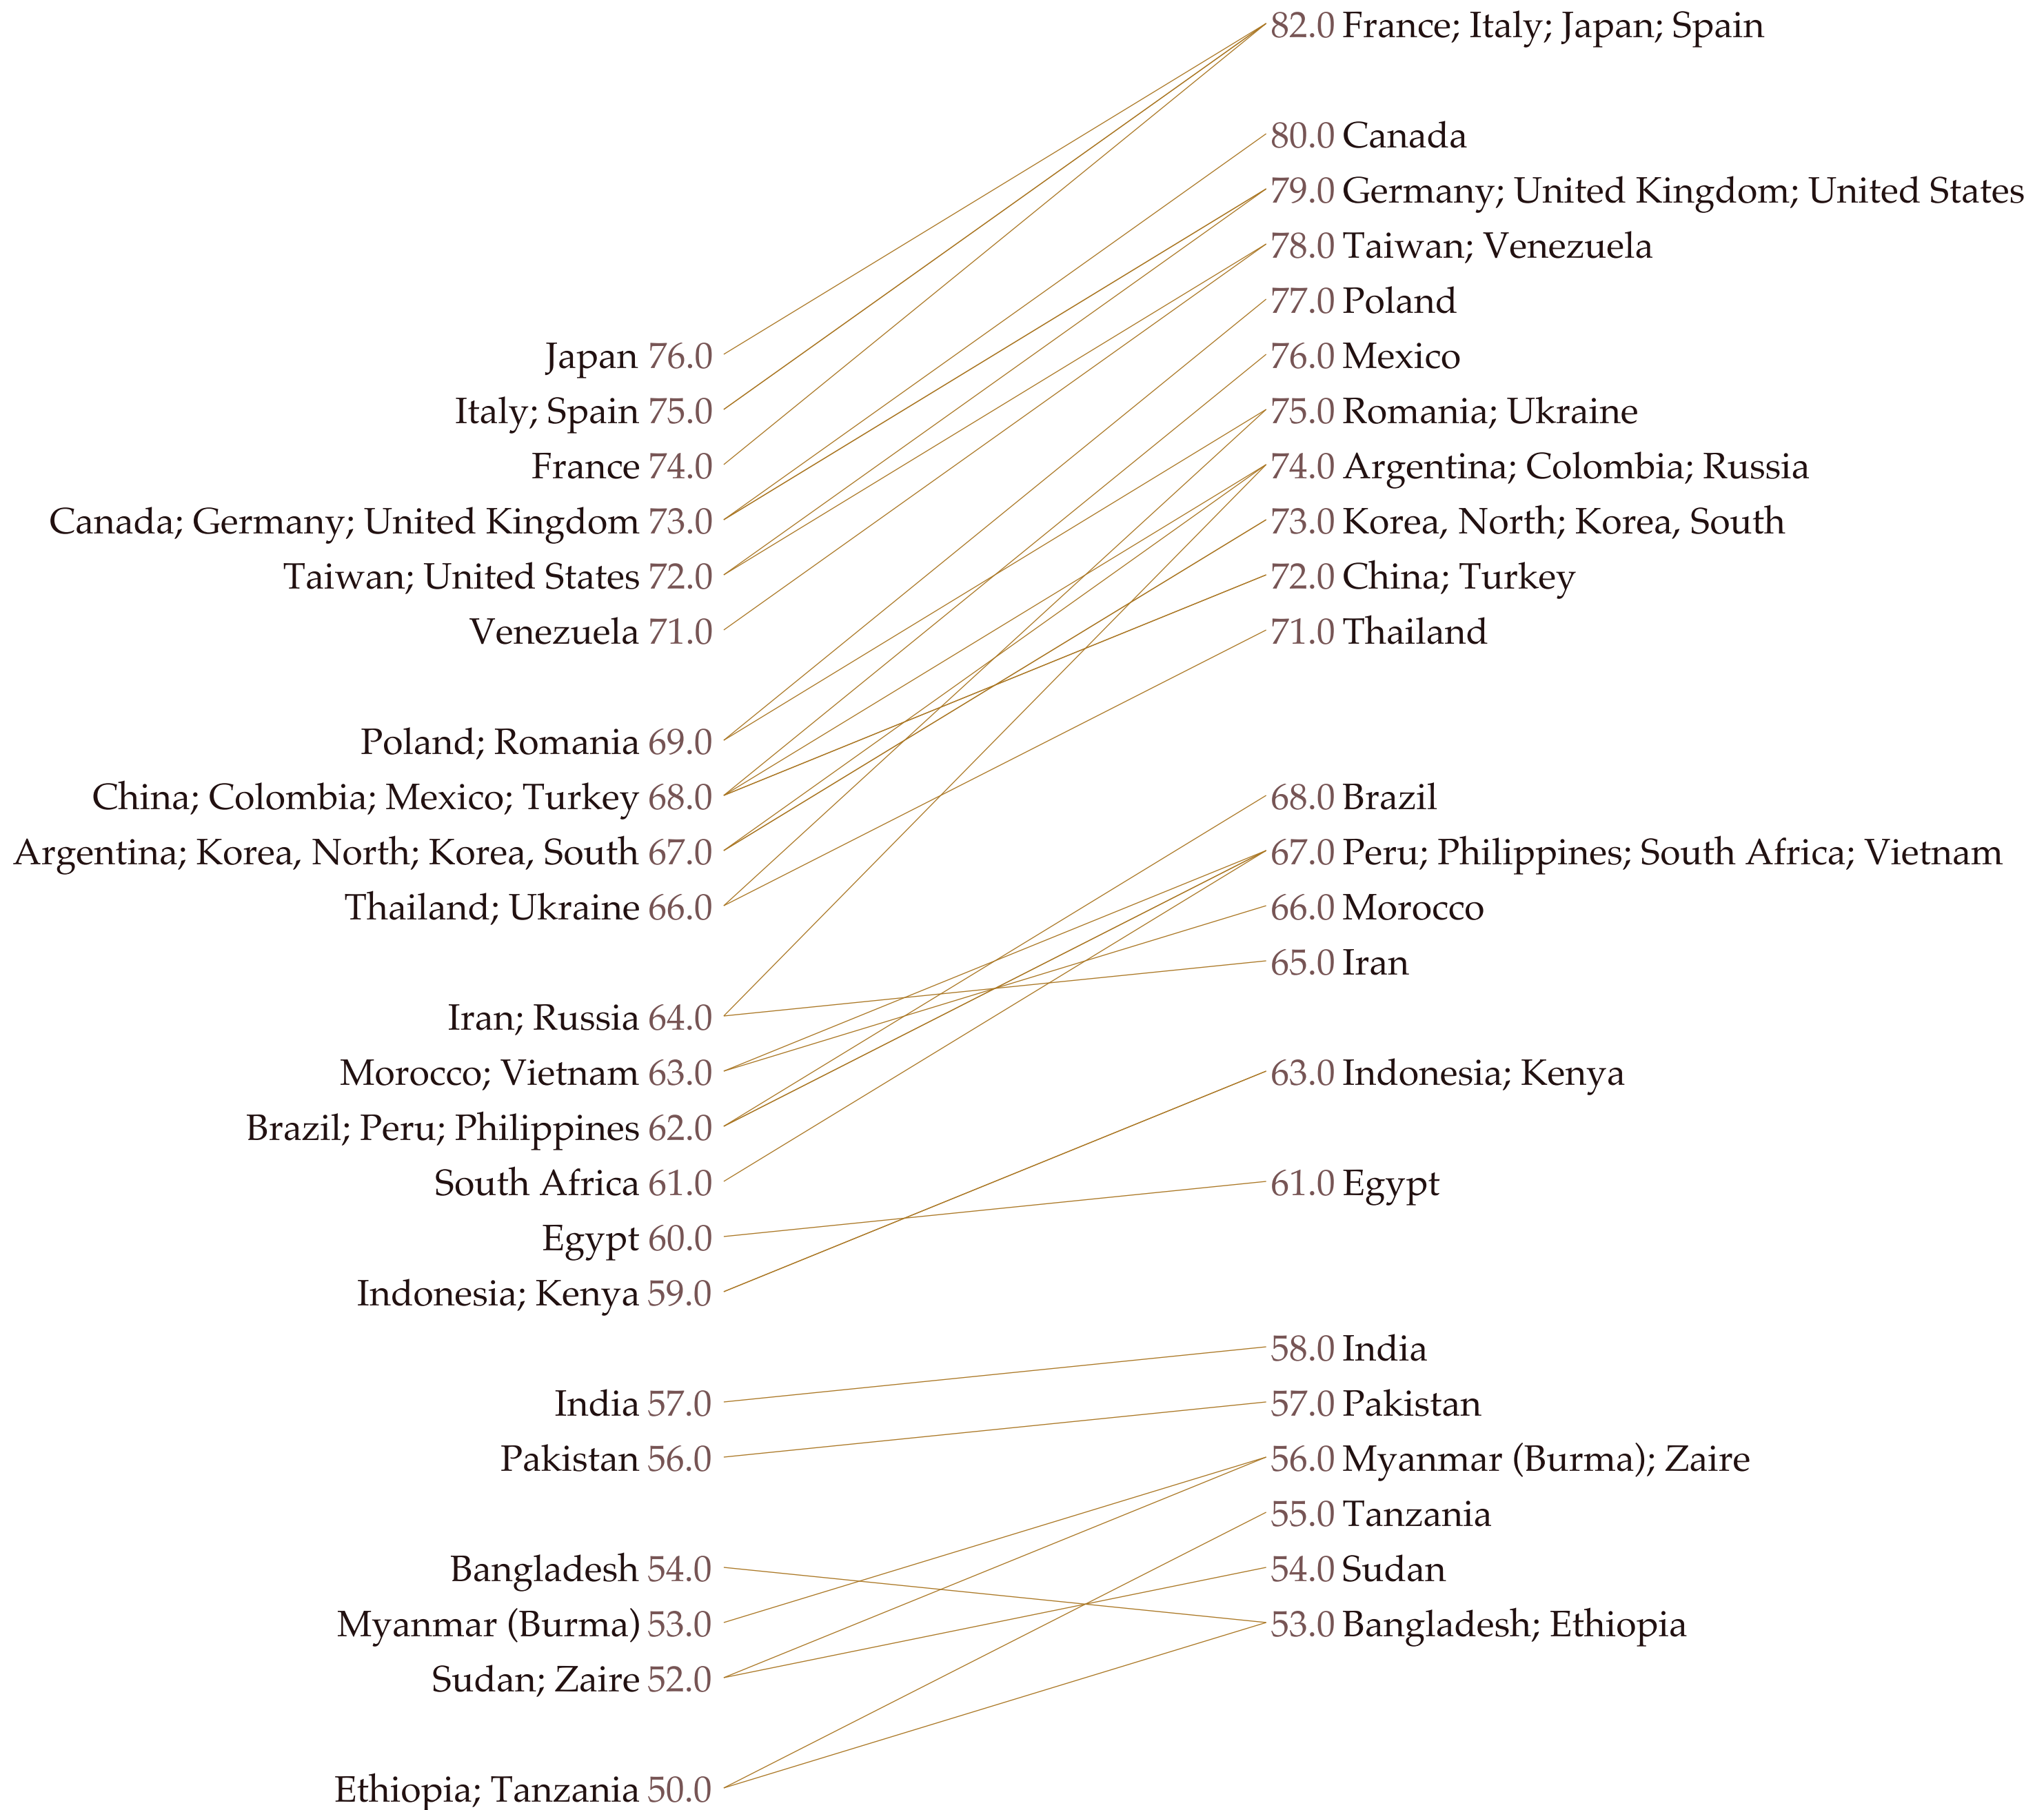 82.0 France; Italy; Japan; Spain
80.0 Canada
79.0 Germany; United Kingdom; United States
78.0 Taiwan; Venezuela
77.0 Poland
Japan 76.0
76.0 Mexico
Italy; Spain 75.0
75.0 Romania; Ukraine
France 74.0
74.0 Argentina; Colombia; Russia
Canada; Germany; United Kingdom 73.0
73.0 Korea, North; Korea, South
Taiwan; United States 72.0
72.0 China; Turkey
Venezuela 71.0
71.0 Thailand
Poland; Romania 69.0
China; Colombia; Mexico; Turkey 68.0
68.0 Brazil
Argentina; Korea, North; Korea, South 67.0
67.0 Peru; Philippines; South Africa; Vietnam
Thailand; Ukraine 66.0
66.0 Morocco
65.0 Iran
Iran; Russia 64.0
Morocco; Vietnam 63.0
63.0 Indonesia; Kenya
Brazil; Peru; Philippines 62.0
South Africa 61.0
61.0 Egypt
Egypt 60.0
Indonesia; Kenya 59.0
58.0 India
India 57.0
57.0 Pakistan
Pakistan 56.0
56.0 Myanmar (Burma); Zaire
55.0 Tanzania
Bangladesh 54.0
54.0 Sudan
Myanmar (Burma) 53.0
53.0 Bangladesh; Ethiopia
Sudan; Zaire 52.0
Ethiopia; Tanzania 50.0